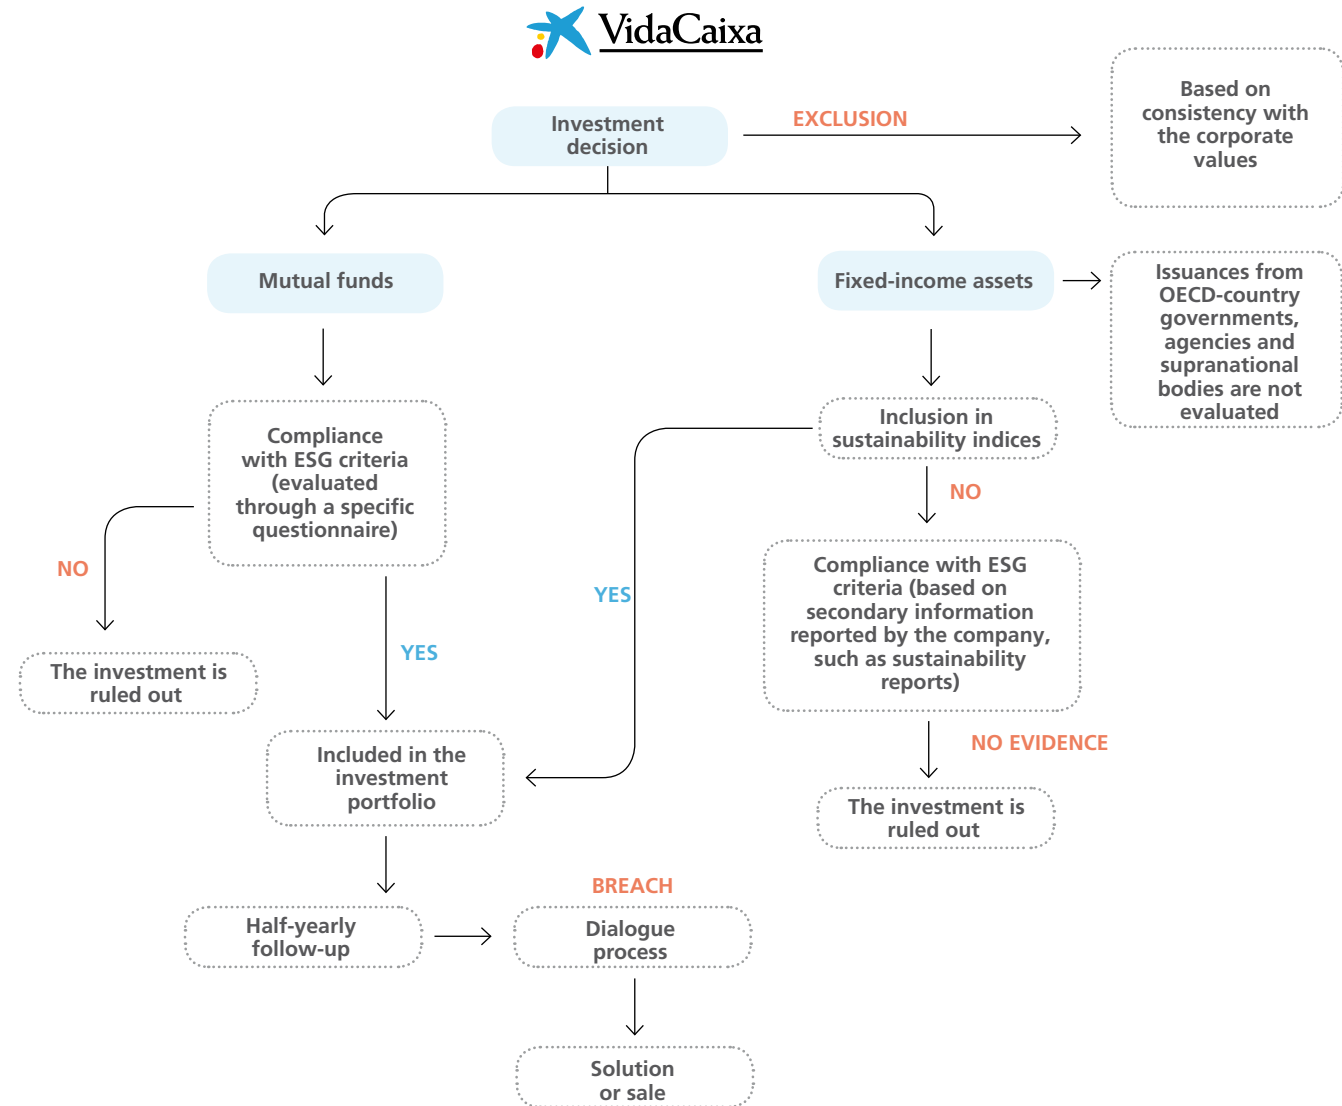 VidaCaixa
Investment
decision
EXCLUSION
Based on
consistency with
the corporate
values
Mutual funds
Fixed-income assets
Issuances from
OECD-country
governments,
agencies and
supranational
bodies are not
evaluated
Compliance
with ESG criteria
(evaluated
through a specific
questionnaire)
Inclusion in
sustainability indices
NO
NO
Compliance with ESG
criteria (based on
secondary information
reported by the company,
such as sustainability
reports)
YES
YES
The investment is
ruled out
Included in the
investment
portfolio
NO EVIDENCE
The investment is
ruled out
Half-yearly
follow-up
BREACH
Dialogue
process
Solution
or sale